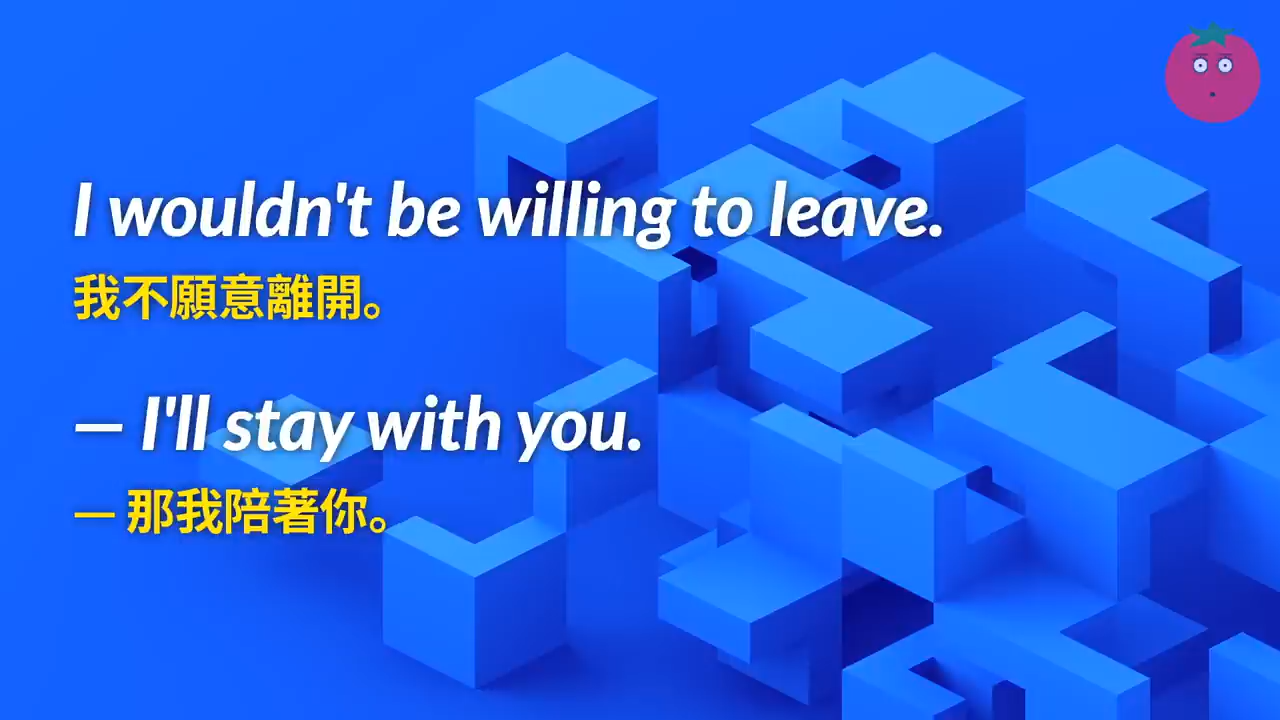 I wouldn't be willing to leave.
我不願意離開。
— I'll stay with you.
— 那我陪著你。